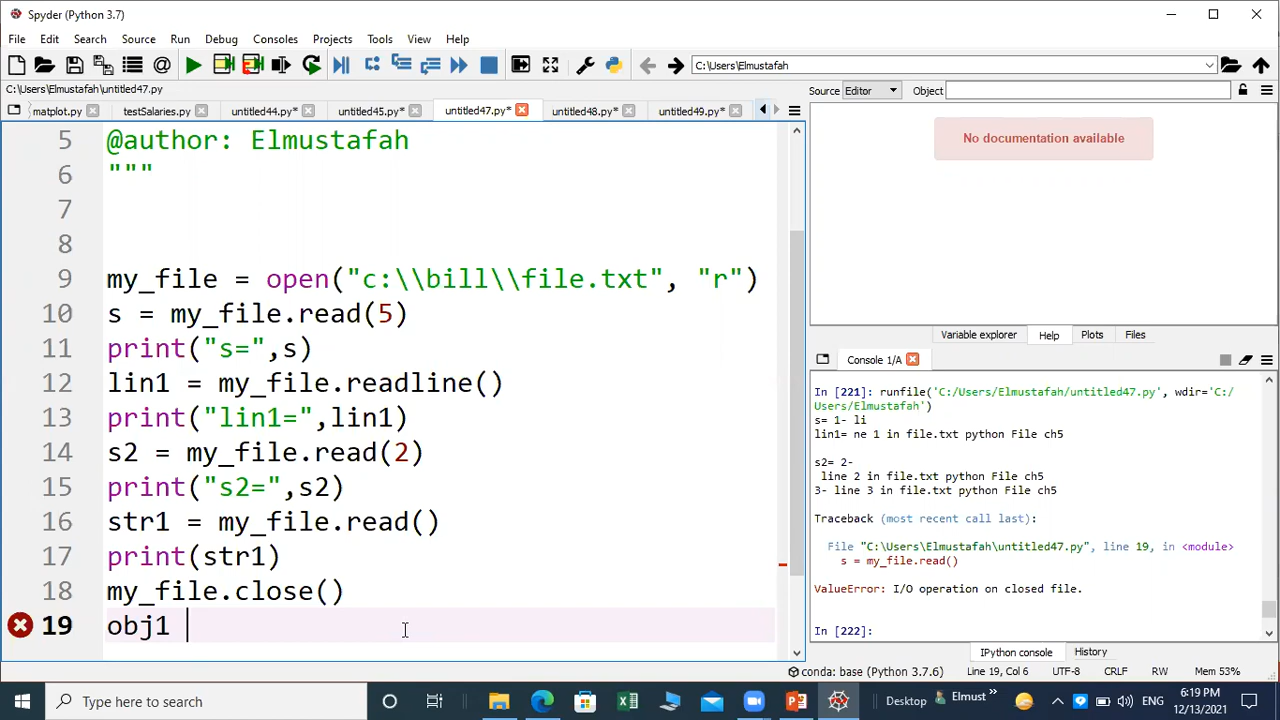 Spyder (Python 3.7)
File Edit Search Source Run Debug Consoles Projects Tools View Help
C:\Users\Elmustafah
C:\Users\Elmustafah\untitled47.py
matplot.py testSalaries.py untitled44.py* untitled45.py* untitled47.py* untitled48.py* untitled49.py*
5 @author: Elmustafah
6 """
7
8
9 my_file = open("c:\\bill\\file.txt", "r")
10 s = my_file.read(5)
11 print("s=",s)
12 lin1 = my_file.readline()
13 print("lin1=",lin1)
14 s2 = my_file.read(2)
15 print("s2=",s2)
16 str1 = my_file.read()
17 print(str1)
18 my_file.close()
19 obj1
Source Editor Object
No documentation available
Variable explorer Help Plots Files
Console 1/A
In [221]: runfile('C:/Users/Elmustafah/untitled47.py', wdir='C:/
Users/Elmustafah')
s= 1- li
lin1= ne 1 in file.txt python File ch5
s2= 2-
line 2 in file.txt python File ch5
3- line 3 in file.txt python File ch5
Traceback (most recent call last):
File "C:\Users\Elmustafah\untitled47.py", line 19, in <module>
s = my_file.read()
ValueError: I/O operation on closed file.
In [222]:
IPython console History
conda: base (Python 3.7.6) Line 19, Col 6 UTF-8 CRLF RW Mem 53%
Type here to search
Desktop Elmust ENG
6:19 PM
12/13/2021